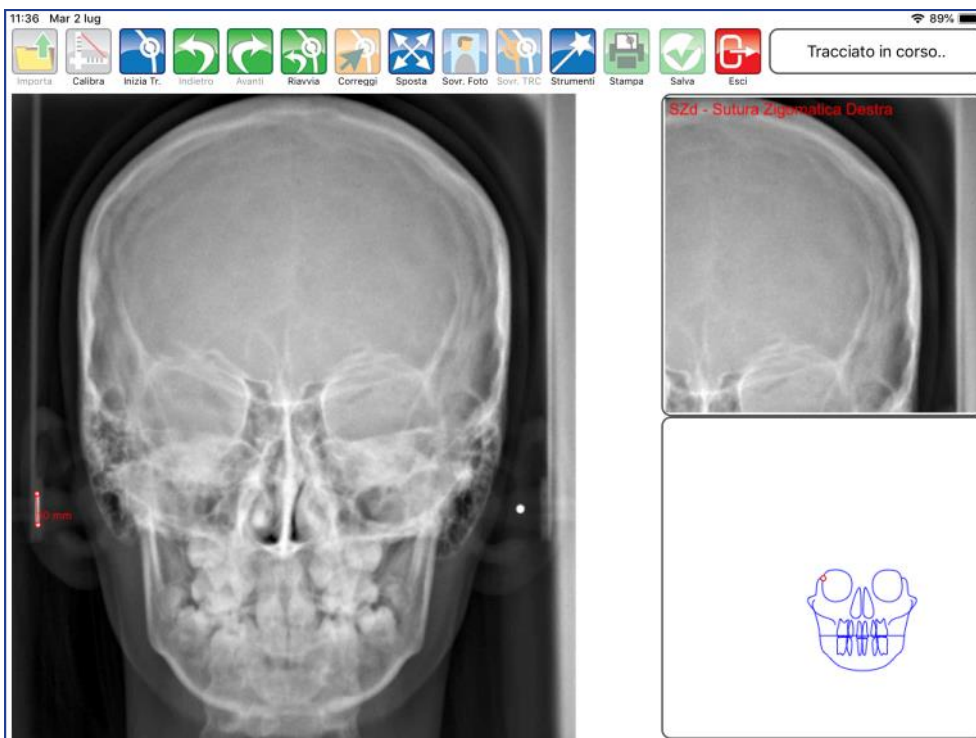 11:36 Mar 2 lug
89%
Importa Calibra Inizia Tr. Indietro Avanti Riavvia Correggi Sposta Sovr. Foto Sovr. TRC Strumenti Stampa Salva Esci
Tracciato in corso..
SZd - Sutura Zigomatica Destra